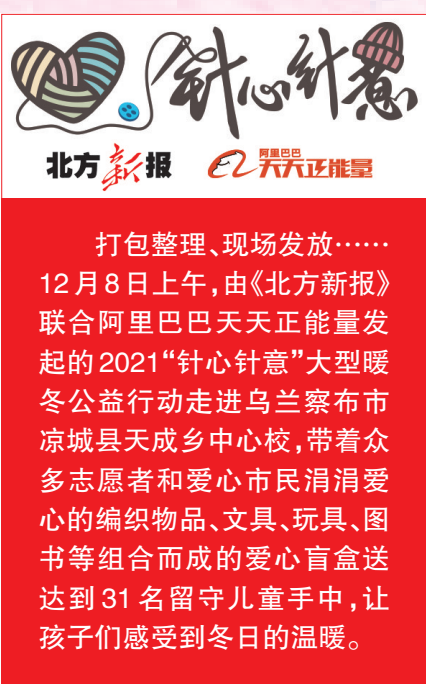 针心针意
北方新报 阿里巴巴天天正能量
打包整理、现场发放……
12月8日上午,由《北方新报》
联合阿里巴巴天天正能量发
起的2021“针心针意”大型暖
冬公益行动走进乌兰察布市
凉城县天成乡中心校,带着众
多志愿者和爱心市民涓涓爱
心的编织物品、文具、玩具、图
书等组合而成的爱心盲盒送
达到31名留守儿童手中,让
孩子们感受到冬日的温暖。